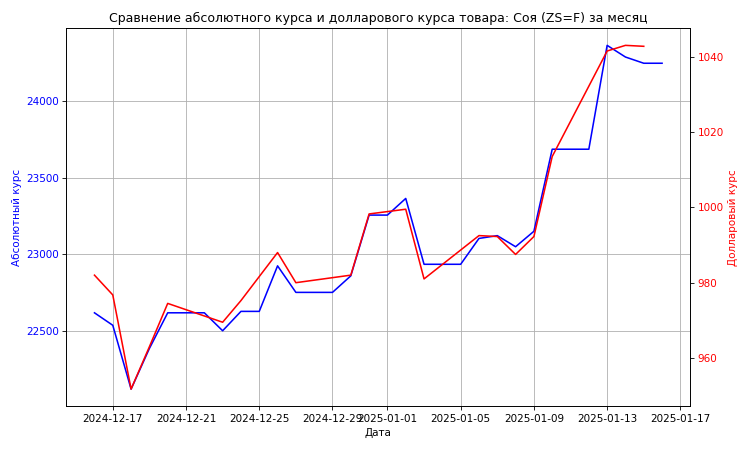 Сравнение абсолютного курса и долларового курса товара: Соя (ZS=F) за месяц
24000
23500
23000
22500
1040
1020
1000
980
960
Абсолютный курс
Долларовый курс
2024-12-17 2024-12-21 2024-12-25 2024-12-29 2025-01-01 2025-01-05 2025-01-09 2025-01-13 2025-01-17
Дата